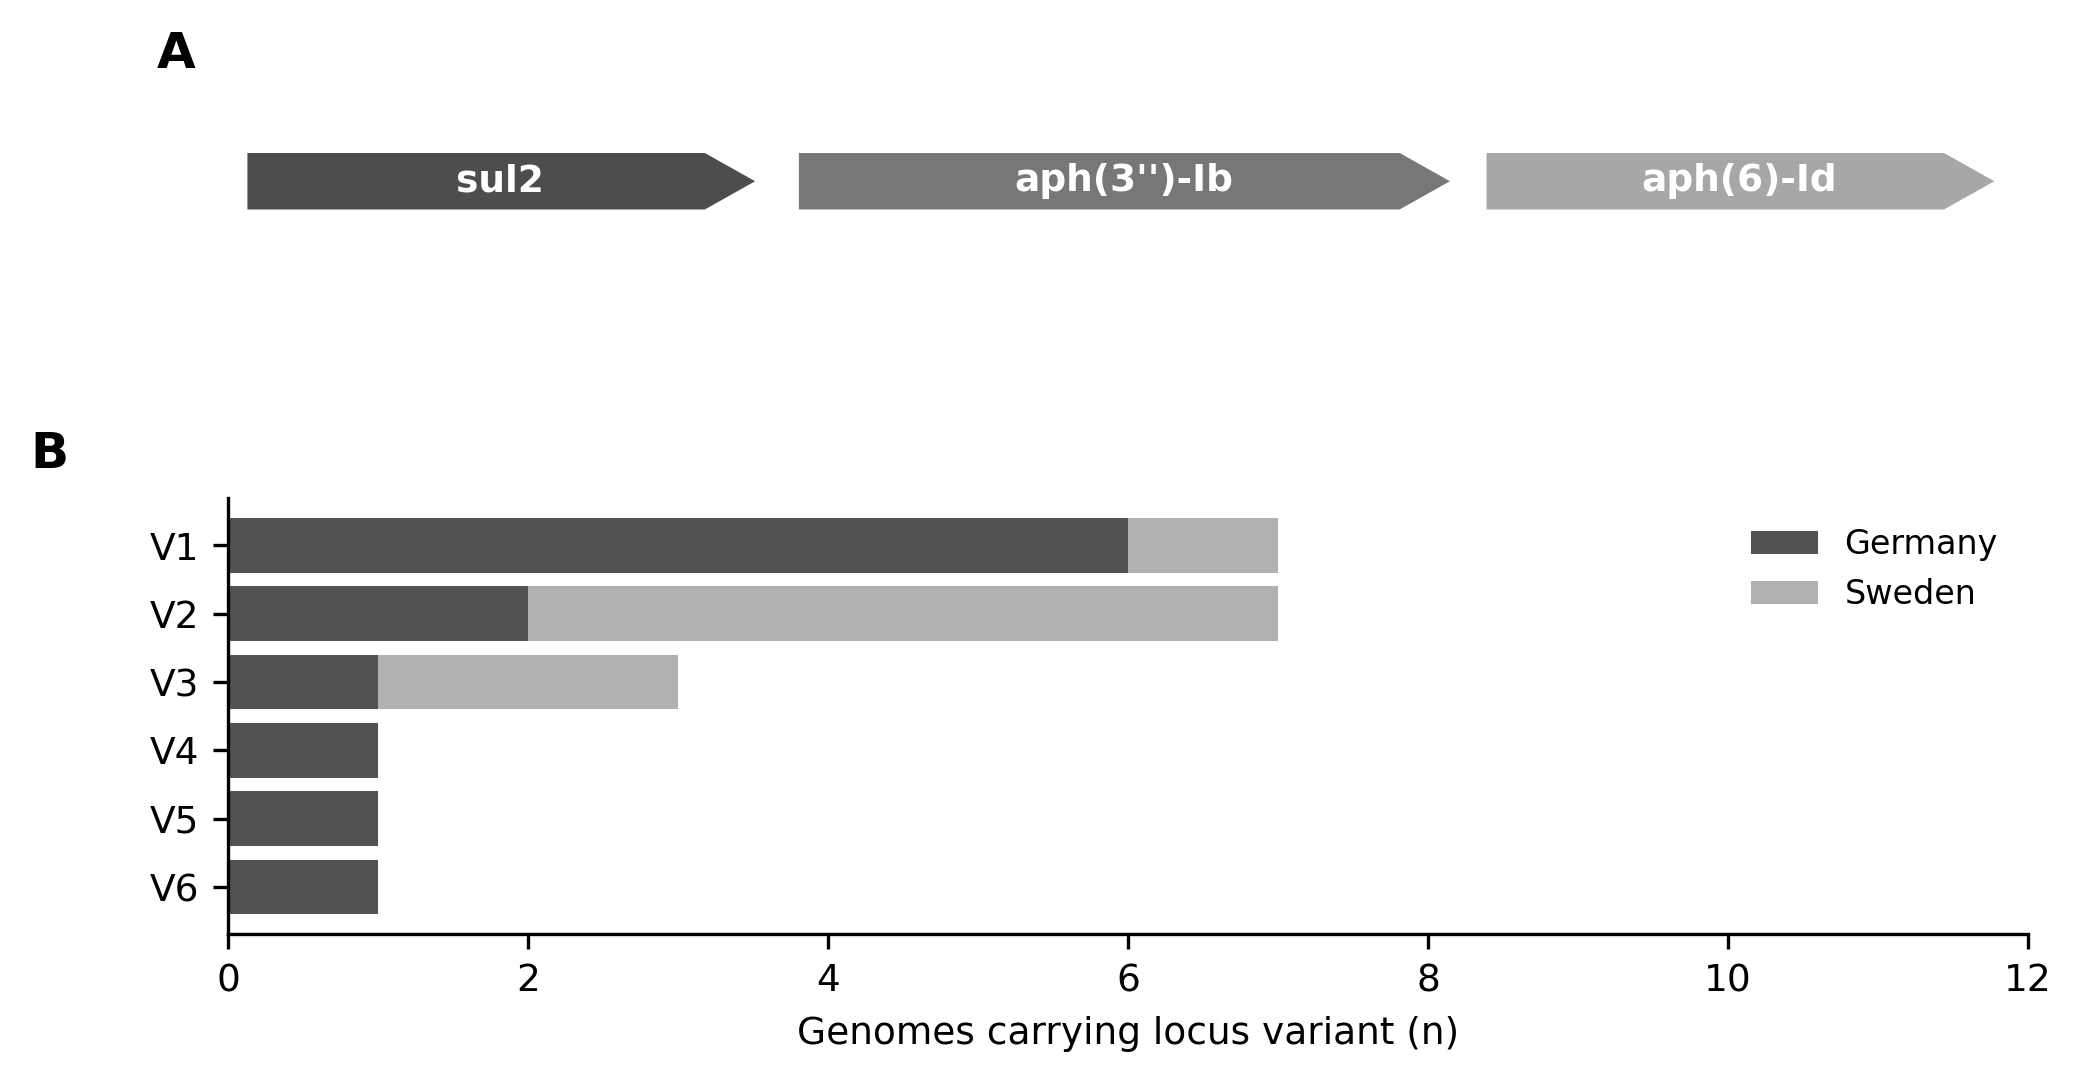 A
sul2 aph(3'')-Ib aph(6)-Id
B
V1
V2
V3
V4
V5
V6
Germany
Sweden
0 2 4 6 8 10 12
Genomes carrying locus variant (n)